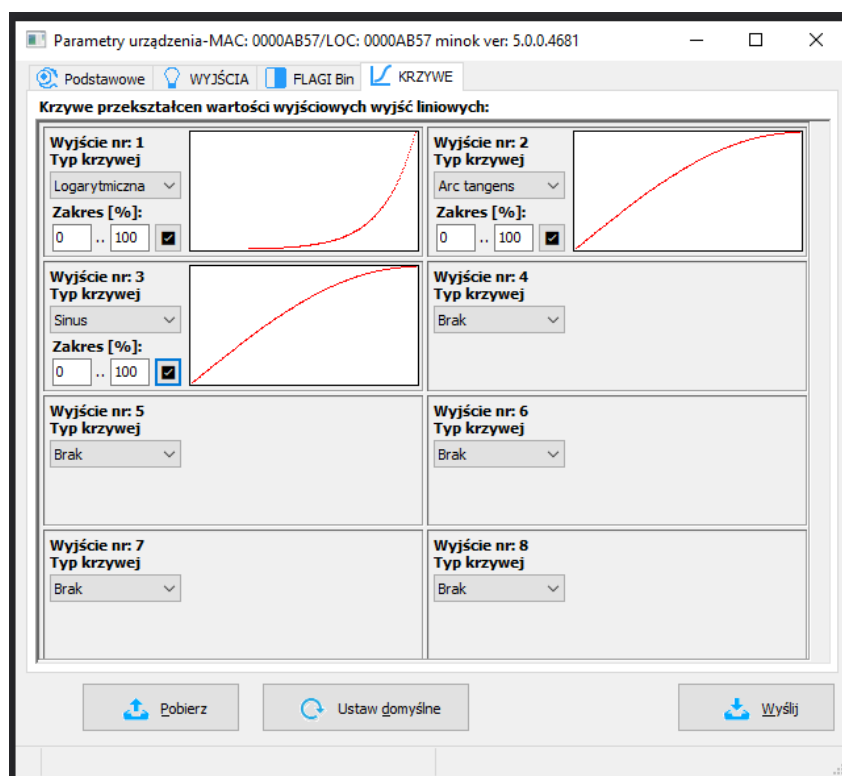 Parametry urządzenia-MAC: 0000AB57/LOC: 0000AB57 minok ver: 5.0.0.4681
Podstawowe WYJŚCIA FLAGI Bin KRZYWE
Krzywe przekształcen wartości wyjściowych wyjść liniowych:
Wyjście nr: 1
Typ krzywej
Logarytmiczna
Zakres [%]:
0 .. 100
Wyjście nr: 2
Typ krzywej
Arc tangens
Zakres [%]:
0 .. 100
Wyjście nr: 3
Typ krzywej
Sinus
Zakres [%]:
0 .. 100
Wyjście nr: 4
Typ krzywej
Brak
Wyjście nr: 5
Typ krzywej
Brak
Wyjście nr: 6
Typ krzywej
Brak
Wyjście nr: 7
Typ krzywej
Brak
Wyjście nr: 8
Typ krzywej
Brak
Pobierz Ustaw domyślne Wyślij